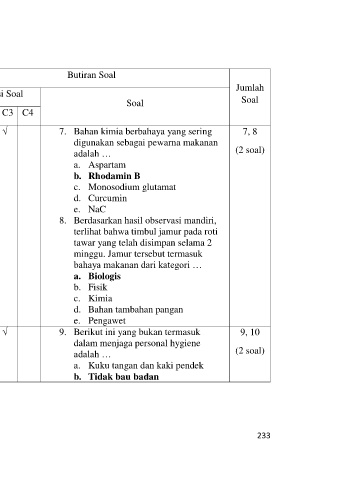 Butiran Soal
Jumlah
Soal
si Soal
Soal
C3 C4
√
7. Bahan kimia berbahaya yang sering
digunakan sebagai pewarna makanan
adalah …
a. Aspartam
b. Rhodamin B
c. Monosodium glutamat
d. Curcumin
e. NaC
8. Berdasarkan hasil observasi mandiri,
terlihat bahwa timbul jamur pada roti
tawar yang telah disimpan selama 2
minggu. Jamur tersebut termasuk
bahaya makanan dari kategori …
a. Biologis
b. Fisik
c. Kimia
d. Bahan tambahan pangan
e. Pengawet
7, 8
(2 soal)
√
9. Berikut ini yang bukan termasuk
dalam menjaga personal hygiene
adalah …
a. Kuku tangan dan kaki pendek
b. Tidak bau badan
9, 10
(2 soal)
233